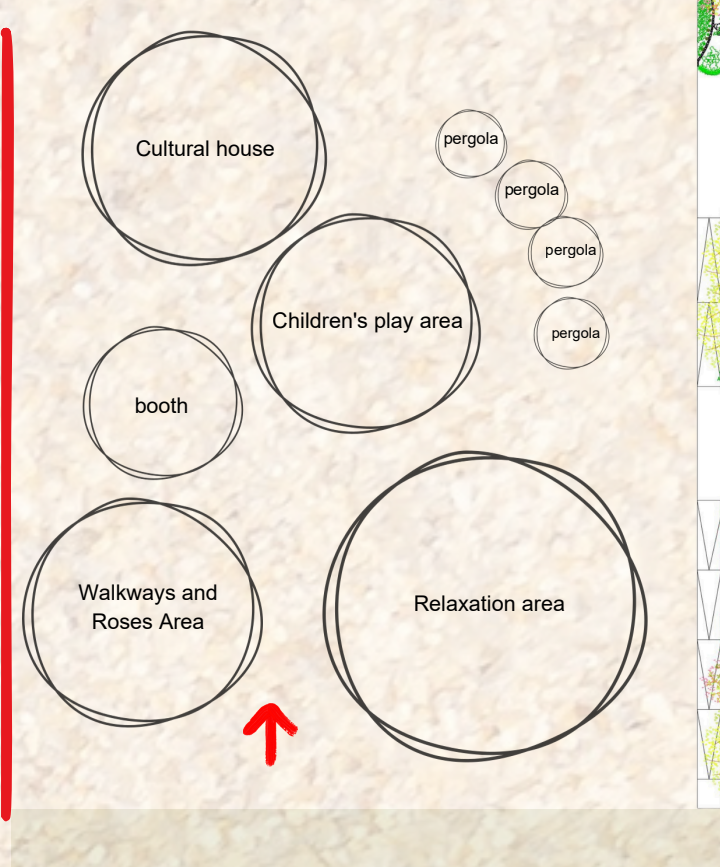 Cultural house
pergola
pergola
pergola
Children's play area
pergola
booth
Walkways and
Roses Area
Relaxation area